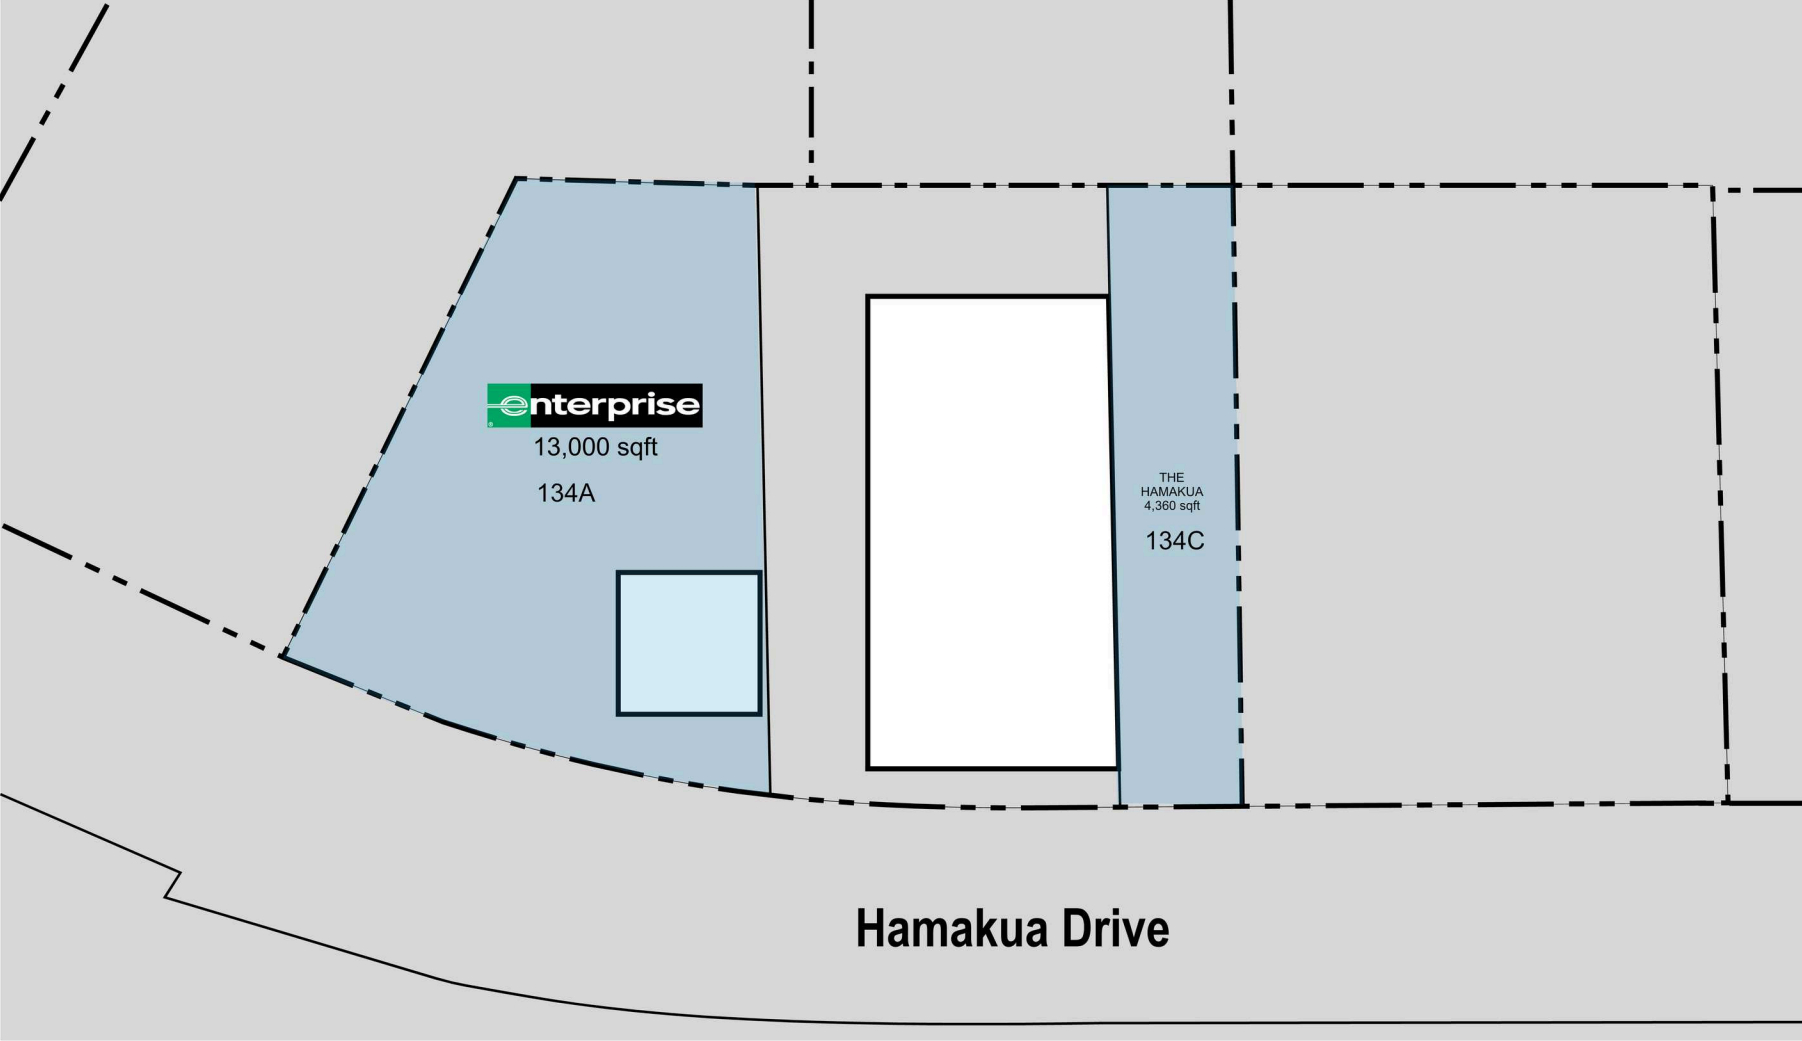 enterprise
13,000 sqft
134A
THE
HAMAKUA
4,360 sqft
134C
Hamakua Drive